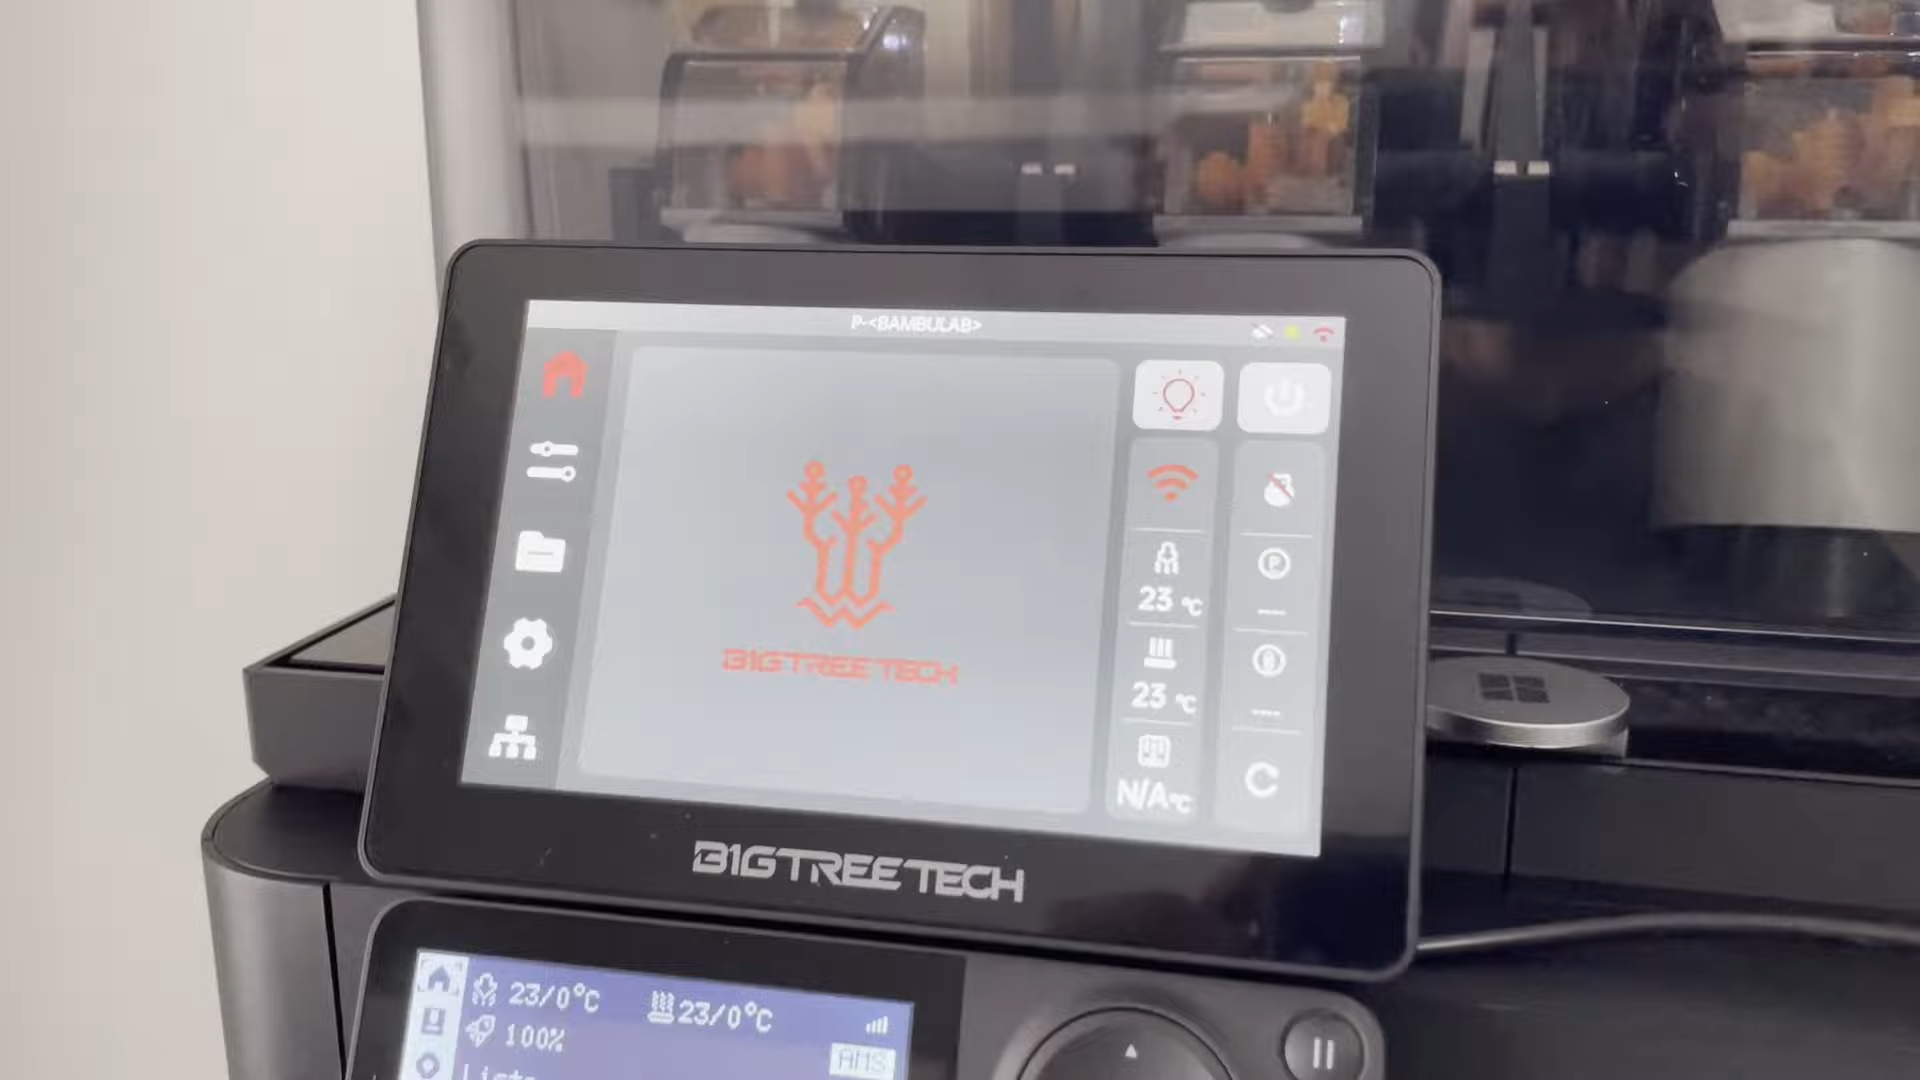 P-<BAMBULAB>
BIGTREETECH
23 ℃
23 ℃
N/A℃
BIGTREETECH
23/0°C
23/0°C
100%
AMS